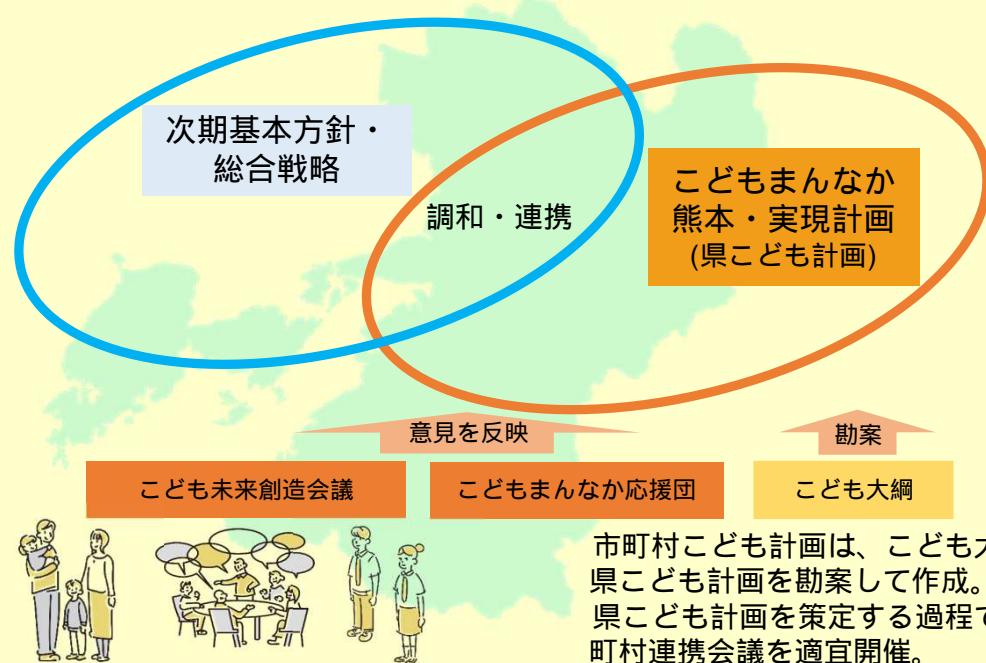 次期基本方針・
総合戦略
調和・連携
こどもまんなか
熊本・実現計画
(県こども計画)
意見を反映
勘案
こども未来創造会議
こどもまんなか応援団
こども大綱
市町村こども計画は、こども大
県こども計画を勘案して作成。
県こども計画を策定する過程で
町村連携会議を適宜開催。